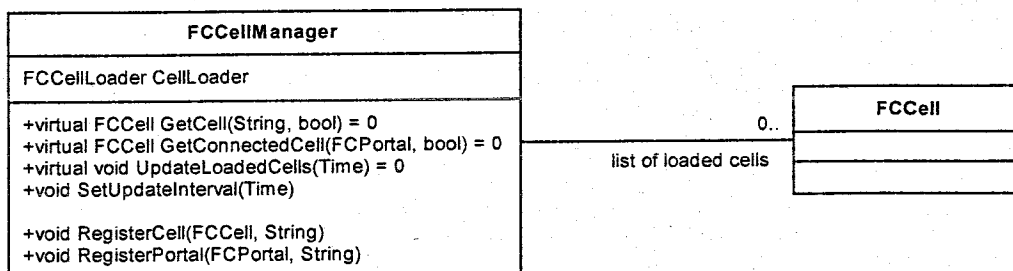 FCCellManager
FCCellLoader CellLoader
+virtual FCCell GetCell(String, bool) = 0
+virtual FCCell GetConnectedCell(FCPortal, bool) = 0
+virtual void UpdateLoadedCells(Time) = 0
+void SetUpdateInterval(Time)
+void RegisterCell(FCCell, String)
+void RegisterPortal(FCPortal, String)
0..
list of loaded cells
FCCell